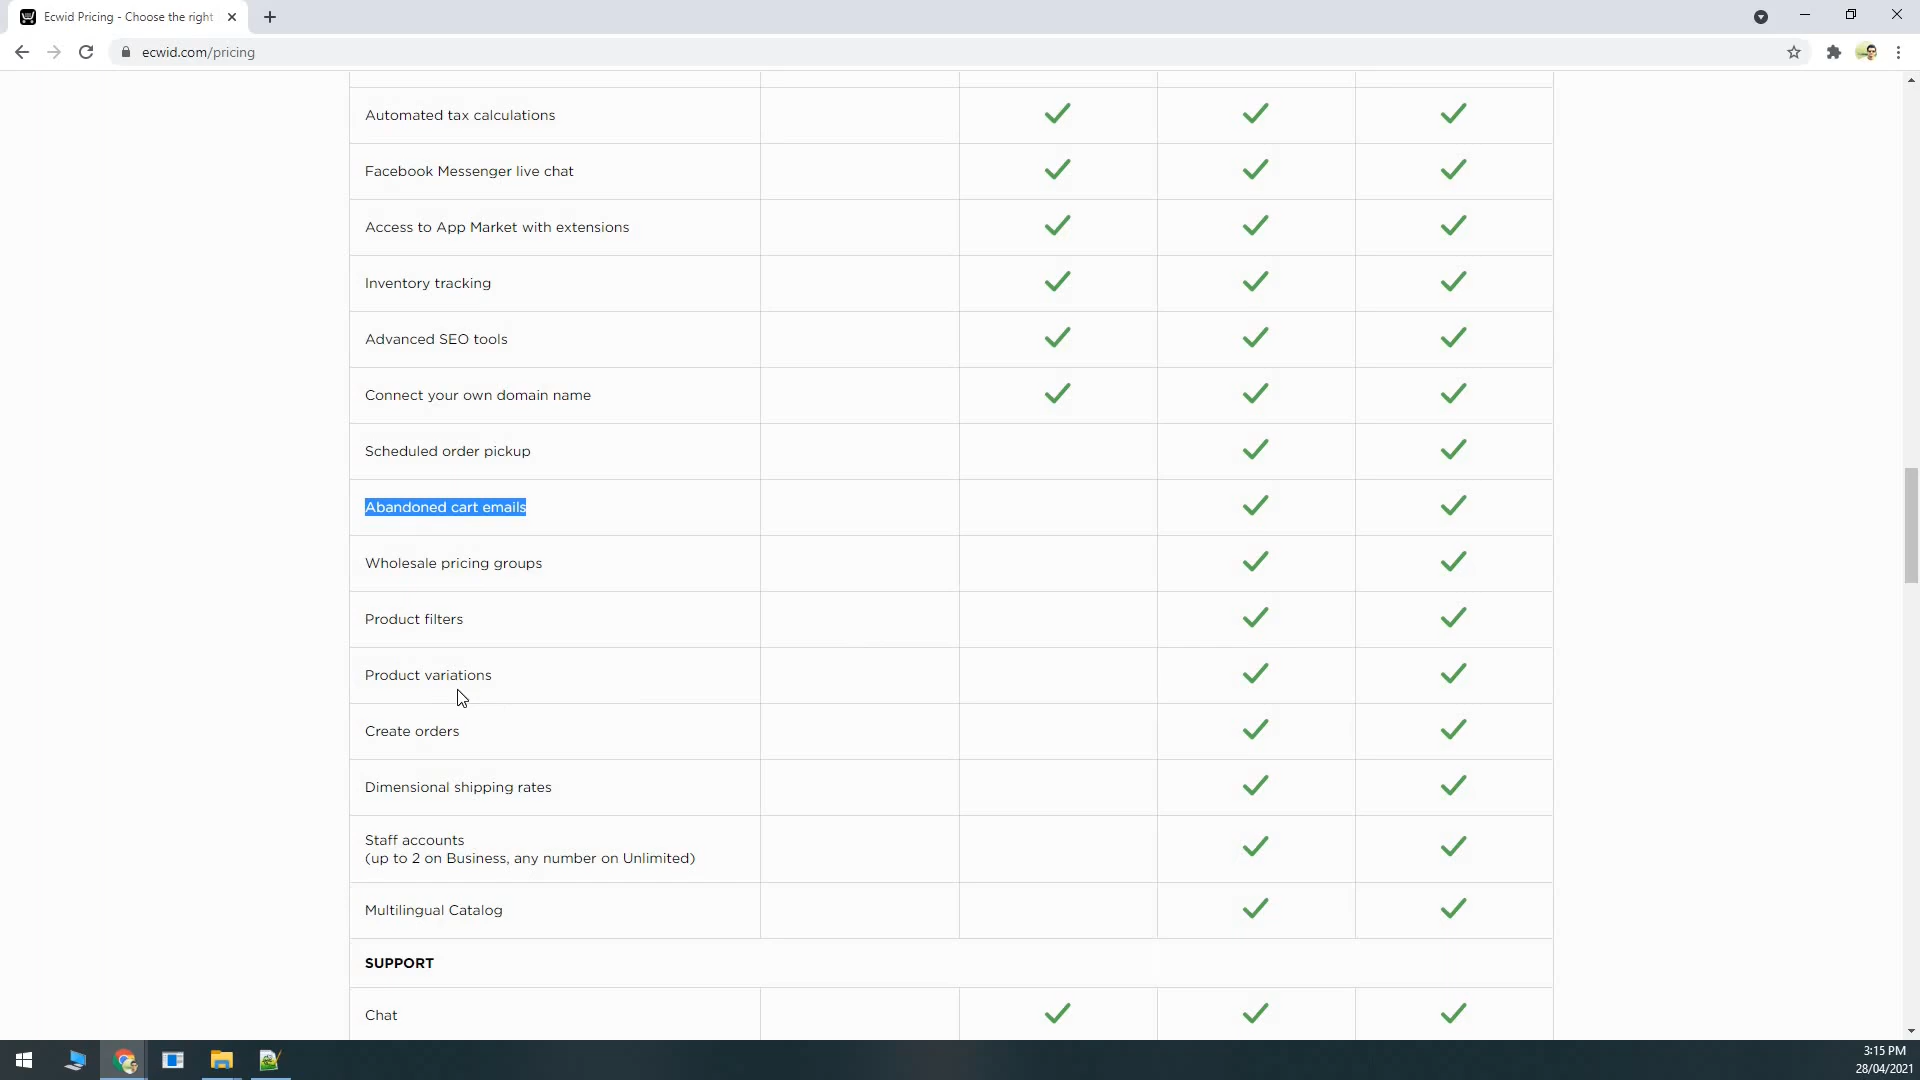 Ecwid Pricing - Choose the right
ecwid.com/pricing
Automated tax calculations
Facebook Messenger live chat
Access to App Market with extensions
Inventory tracking
Advanced SEO tools
Connect your own domain name
Scheduled order pickup
Abandoned cart emails
Wholesale pricing groups
Product filters
Product variations
Create orders
Dimensional shipping rates
Staff accounts
(up to 2 on Business, any number on Unlimited)
Multilingual Catalog
SUPPORT
Chat
3:15 PM
28/04/2021